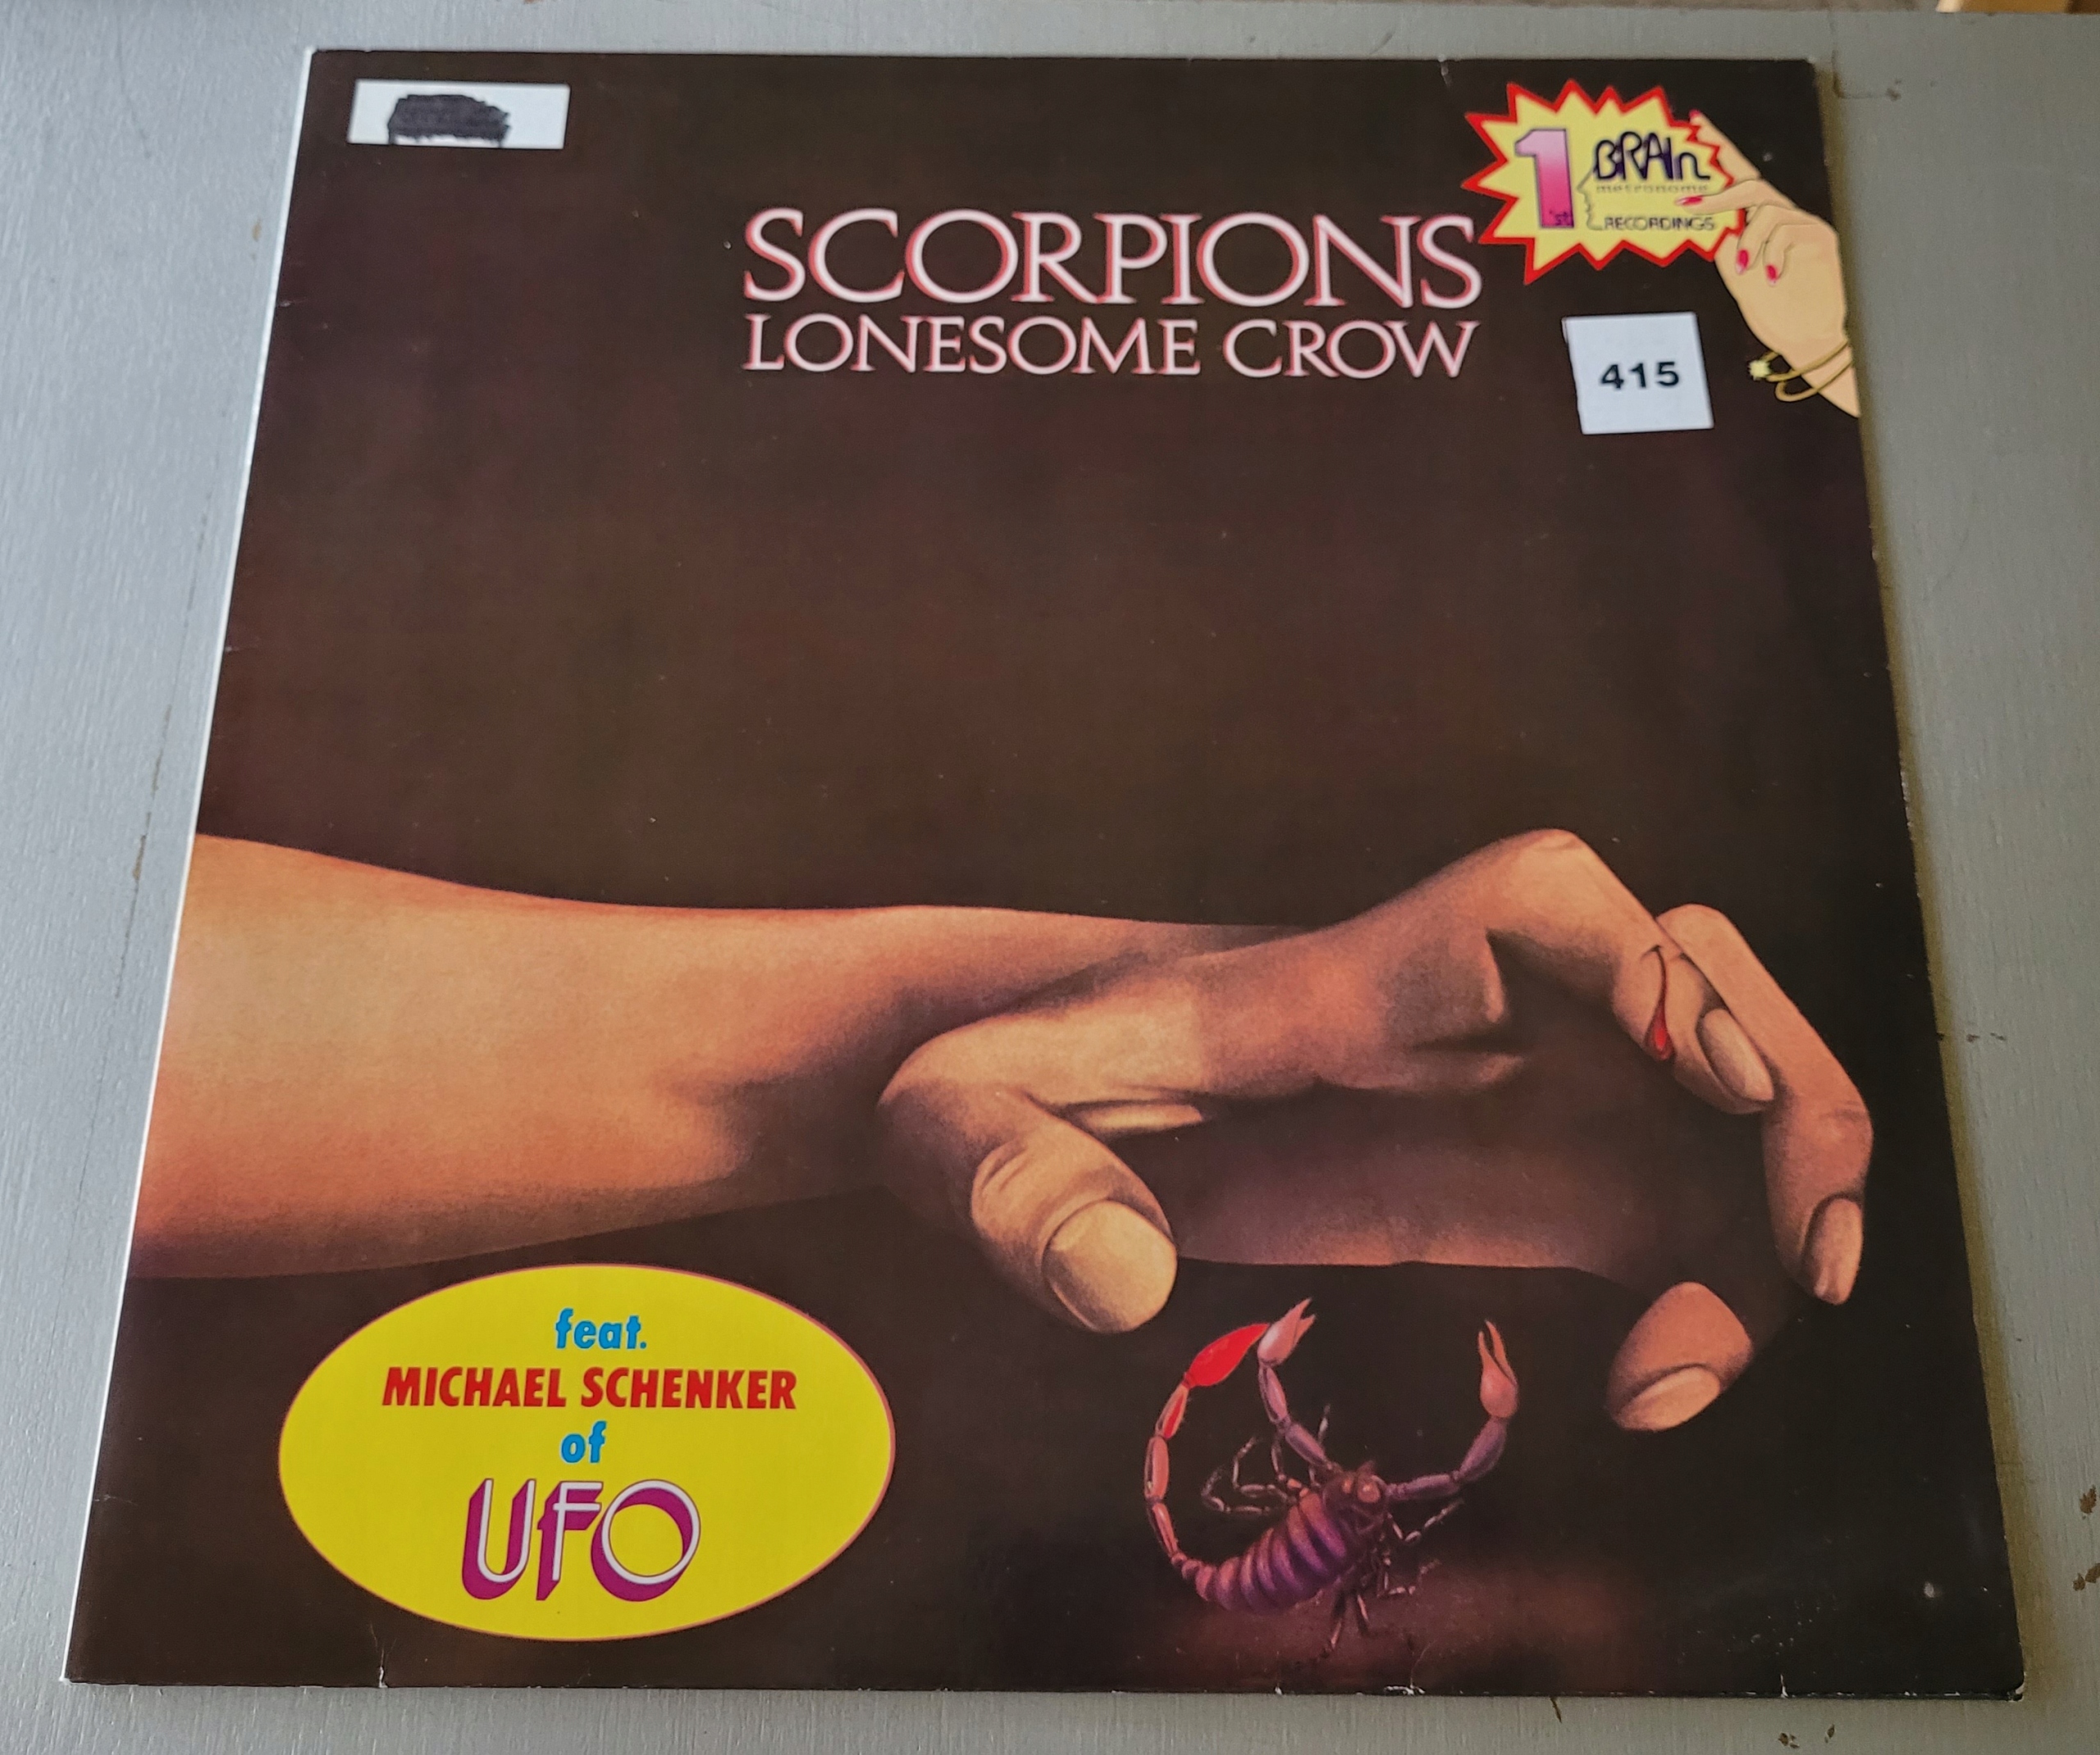 SCORPIONS
LONESOME CROW
1'st
BRAIN
metronome
RECORDINGS
415
feat.
MICHAEL SCHENKER
of
UFO